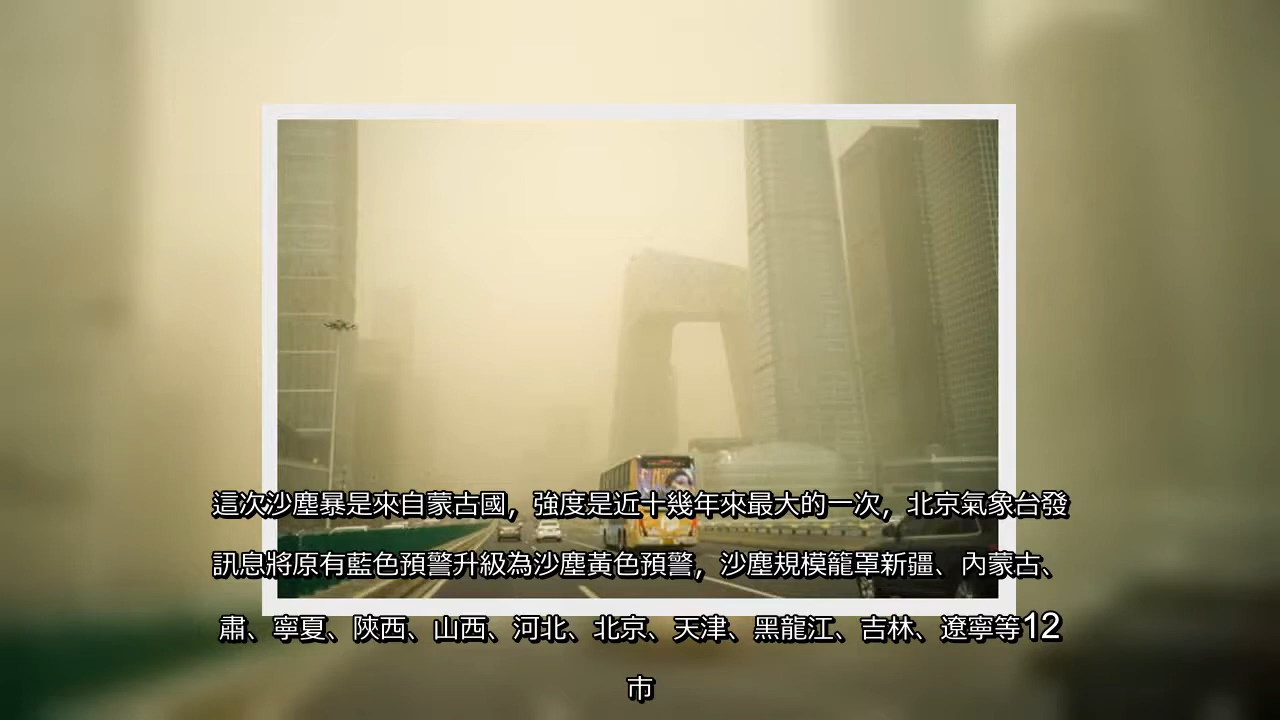 這次沙塵暴是來自蒙古國，強度是近十幾年來最大的一次，北京氣象台發
訊息將原有藍色預警升級為沙塵黃色預警，沙塵規模籠罩新疆、內蒙古、
肅、寧夏、陝西、山西、河北、北京、天津、黑龍江、吉林、遼寧等12
市